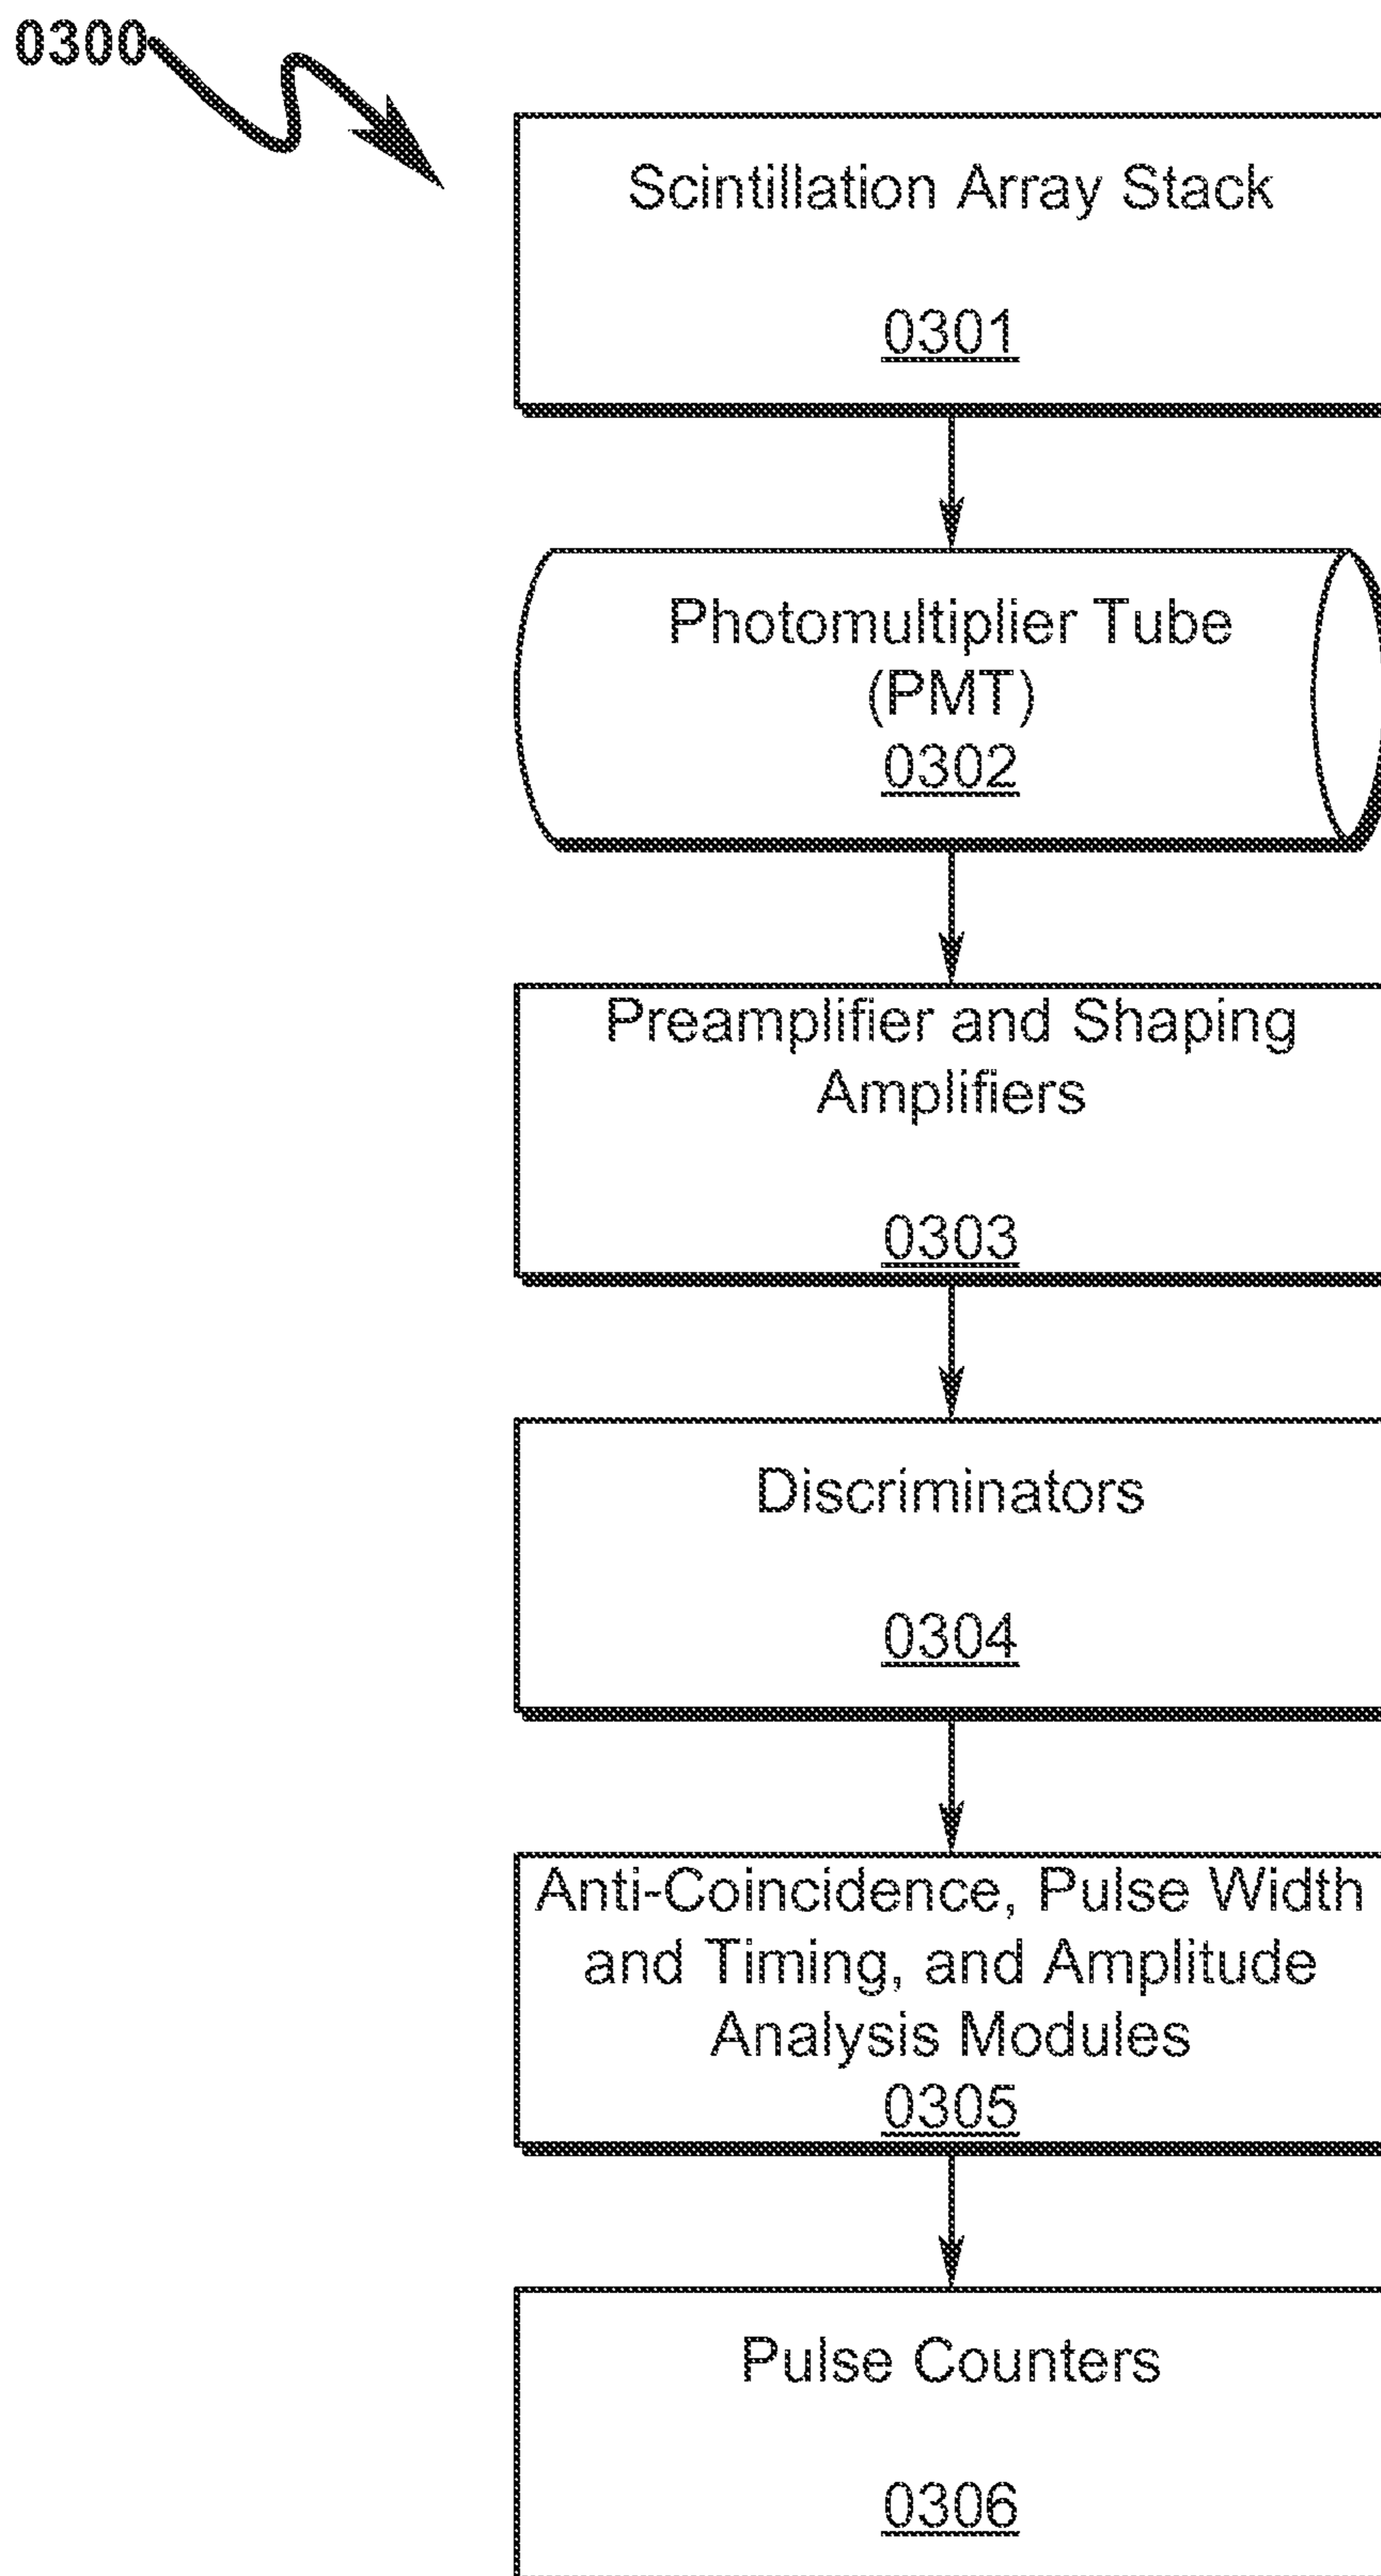 0300
Scintillation Array Stack
0301
Photomultiplier Tube
(PMT)
0302
Preamplifier and Shaping
Amplifiers
0303
Discriminators
0304
Anti-Coincidence, Pulse Width
and Timing, and Amplitude
Analysis Modules
0305
Pulse Counters
0306